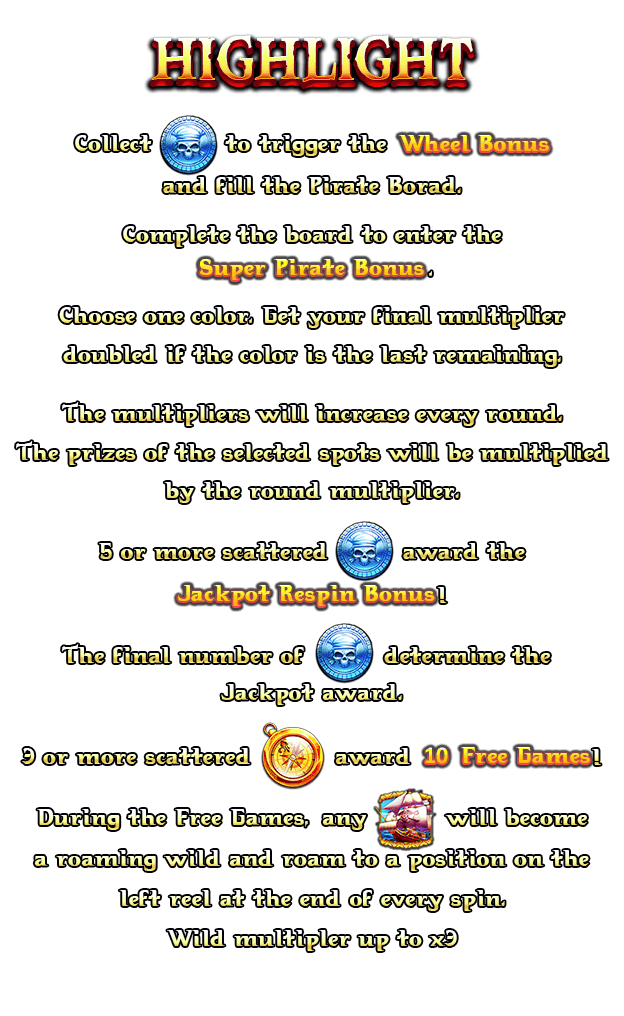 HIGHLIGHT
Collect to trigger the Wheel Bonus
and fill the Pirate Borad.
Complete the board to enter the
Super Pirate Bonus.
Choose one color. Get your final multiplier
doubled if the color is the last remaining.
The multipliers will increase every round.
The prizes of the selected spots will be multiplied
by the round multiplier.
5 or more scattered award the
Jackpot Respin Bonus!
The final number of determine the
Jackpot award.
3 or more scattered award 10 Free Games!
During the Free Games, any will become
a roaming wild and roam to a position on the
left reel at the end of every spin.
Wild multipler up to x3